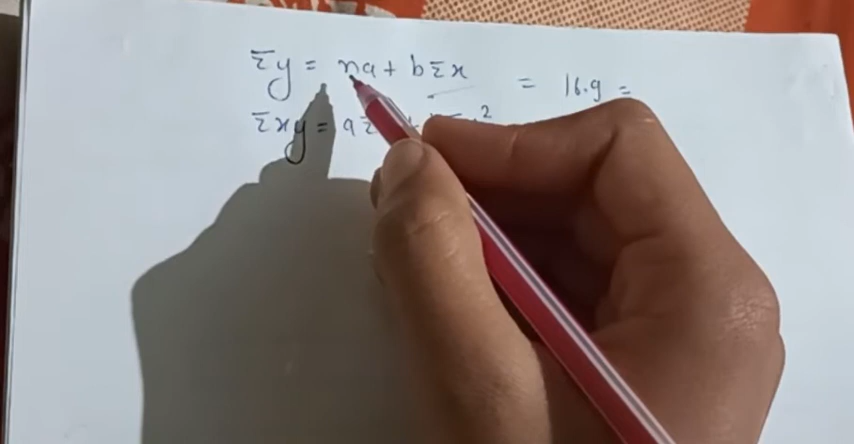 Σy = na + bΣx = 16.9 =
Σxy = aΣ